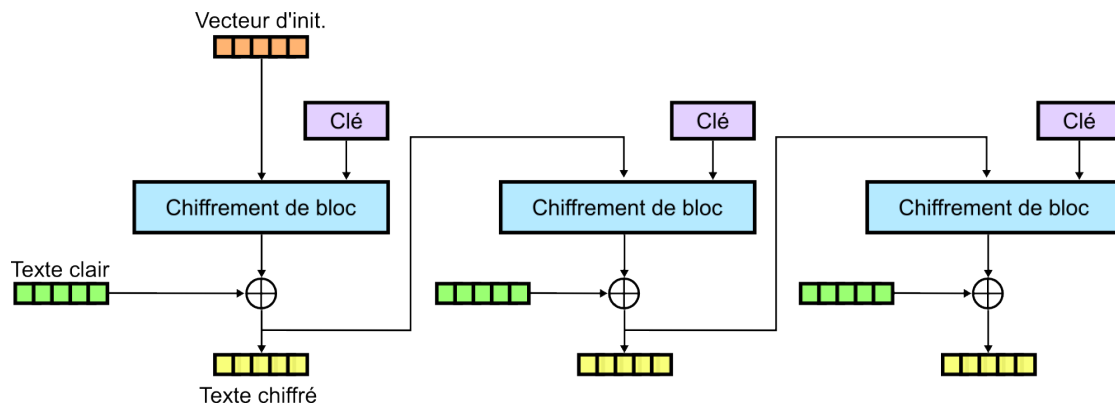 Vecteur d'init.
Clé
Clé
Clé
Chiffrement de bloc
Chiffrement de bloc
Chiffrement de bloc
Texte clair
Texte chiffré